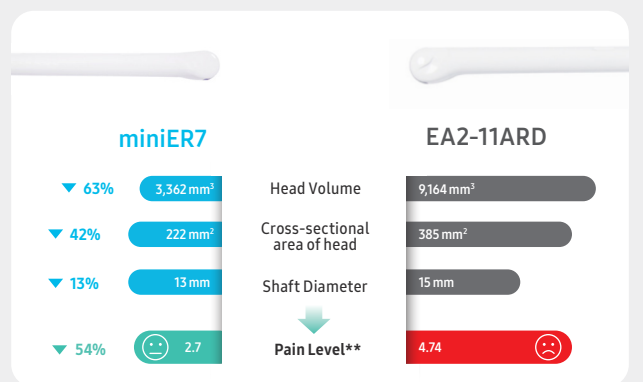 miniER7
EA2-11ARD
▼ 63%
3,362 mm³
Head Volume
9,164 mm³
▼ 42%
222 mm²
Cross-sectional
area of head
385 mm²
▼ 13%
13 mm
Shaft Diameter
15 mm
▼ 54%
2.7
Pain Level**
4.74